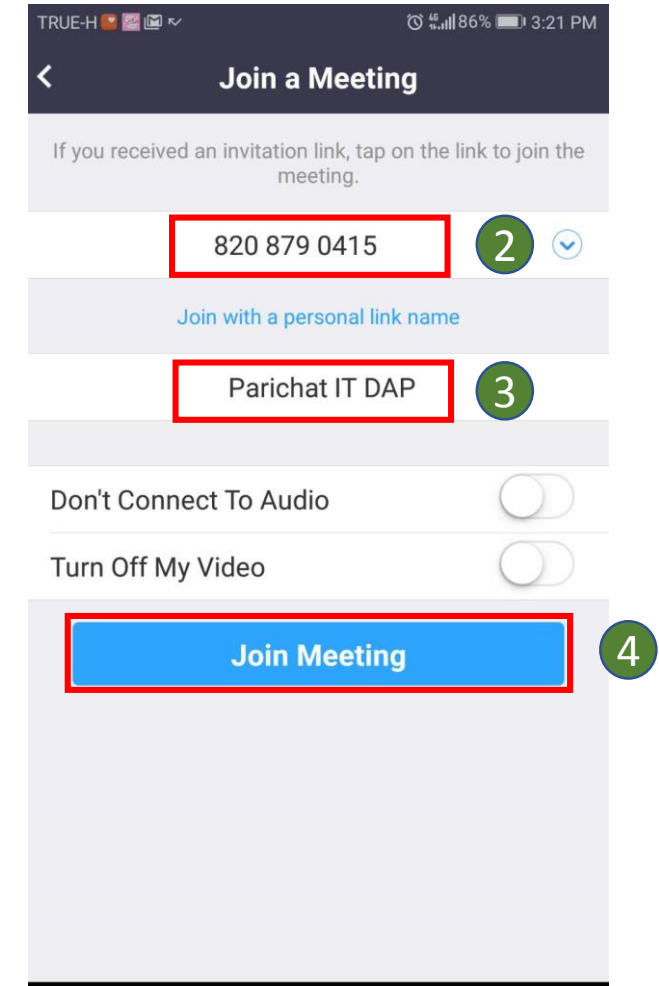 TRUE-H 86% 3:21 PM
Join a Meeting
If you received an invitation link, tap on the link to join the
meeting.
820 879 0415 2
Join with a personal link name
Parichat IT DAP 3
Don't Connect To Audio
Turn Off My Video
Join Meeting 4